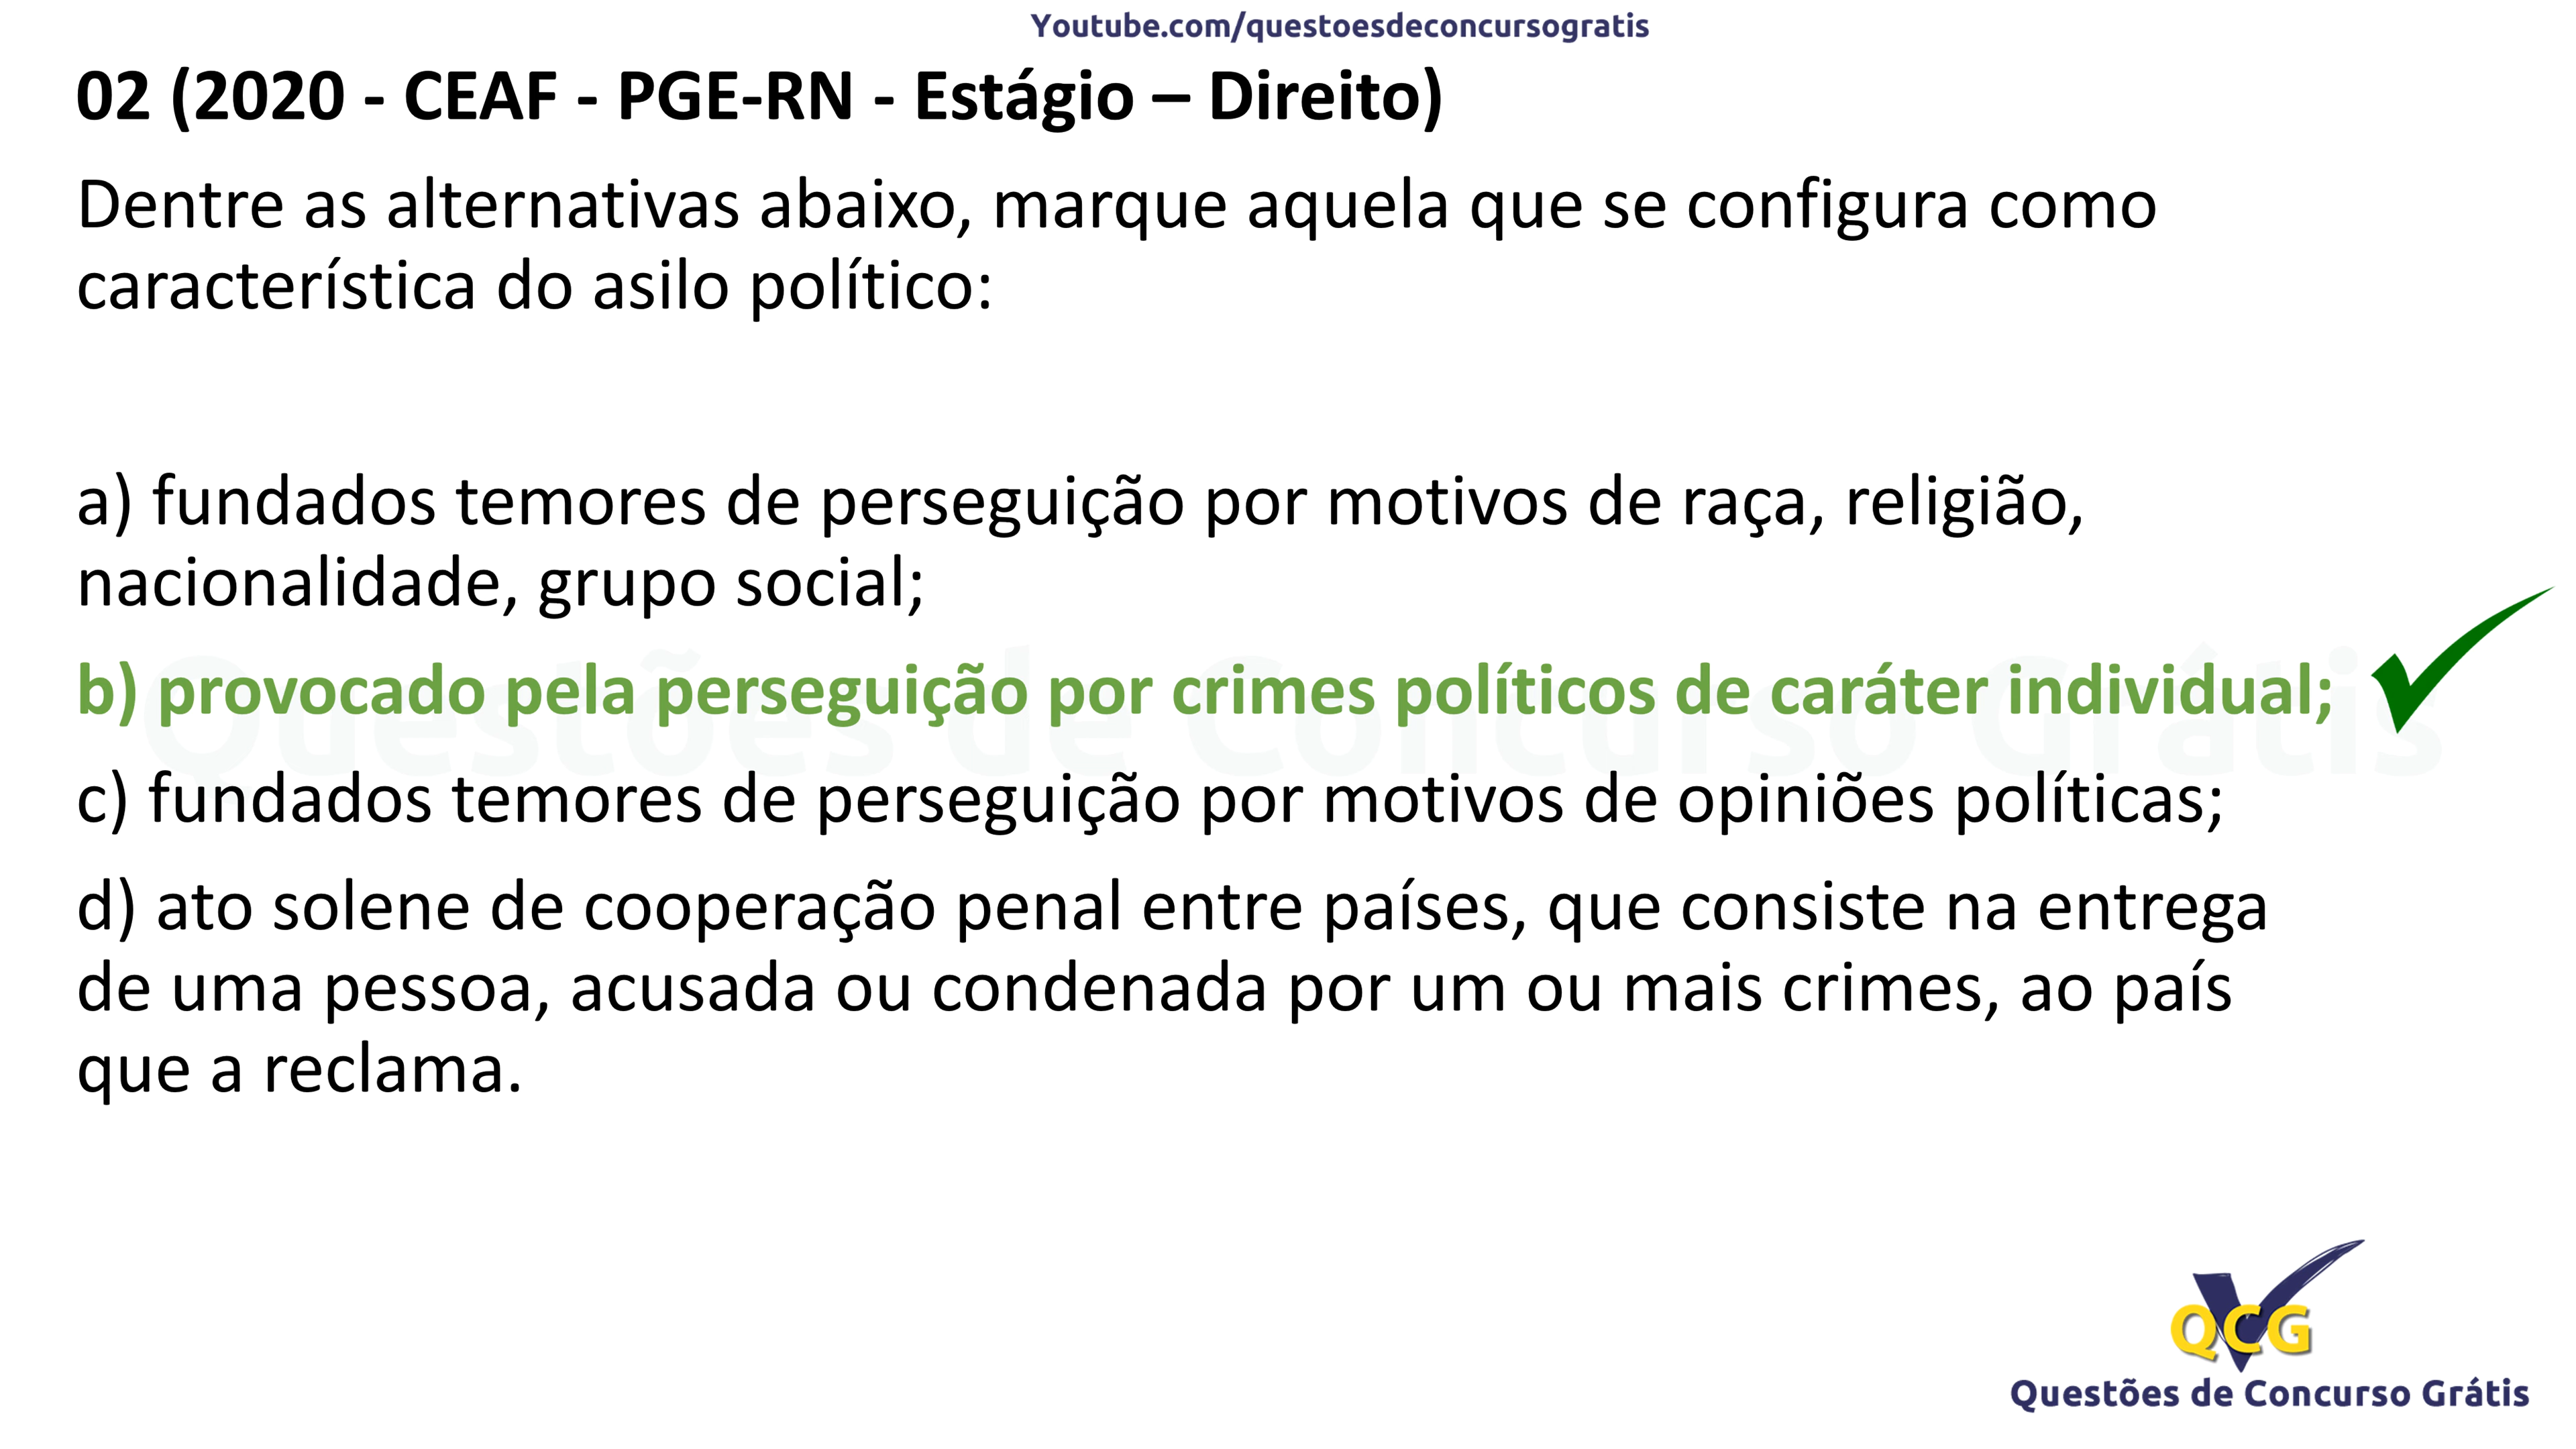 Youtube.com/questoesdeconcursogratis
02 (2020 - CEAF - PGE-RN - Estágio – Direito)
Dentre as alternativas abaixo, marque aquela que se configura como
característica do asilo político:
a) fundados temores de perseguição por motivos de raça, religião,
nacionalidade, grupo social;
b) provocado pela perseguição por crimes políticos de caráter individual;
Questões de Concurso Grátis
c) fundados temores de perseguição por motivos de opiniões políticas;
d) ato solene de cooperação penal entre países, que consiste na entrega
de uma pessoa, acusada ou condenada por um ou mais crimes, ao país
que a reclama.
QCG
Questões de Concurso Grátis